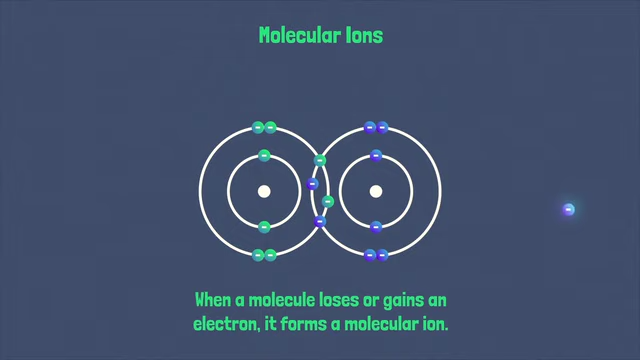 Molecular Ions
When a molecule loses or gains an
electron, it forms a molecular ion.